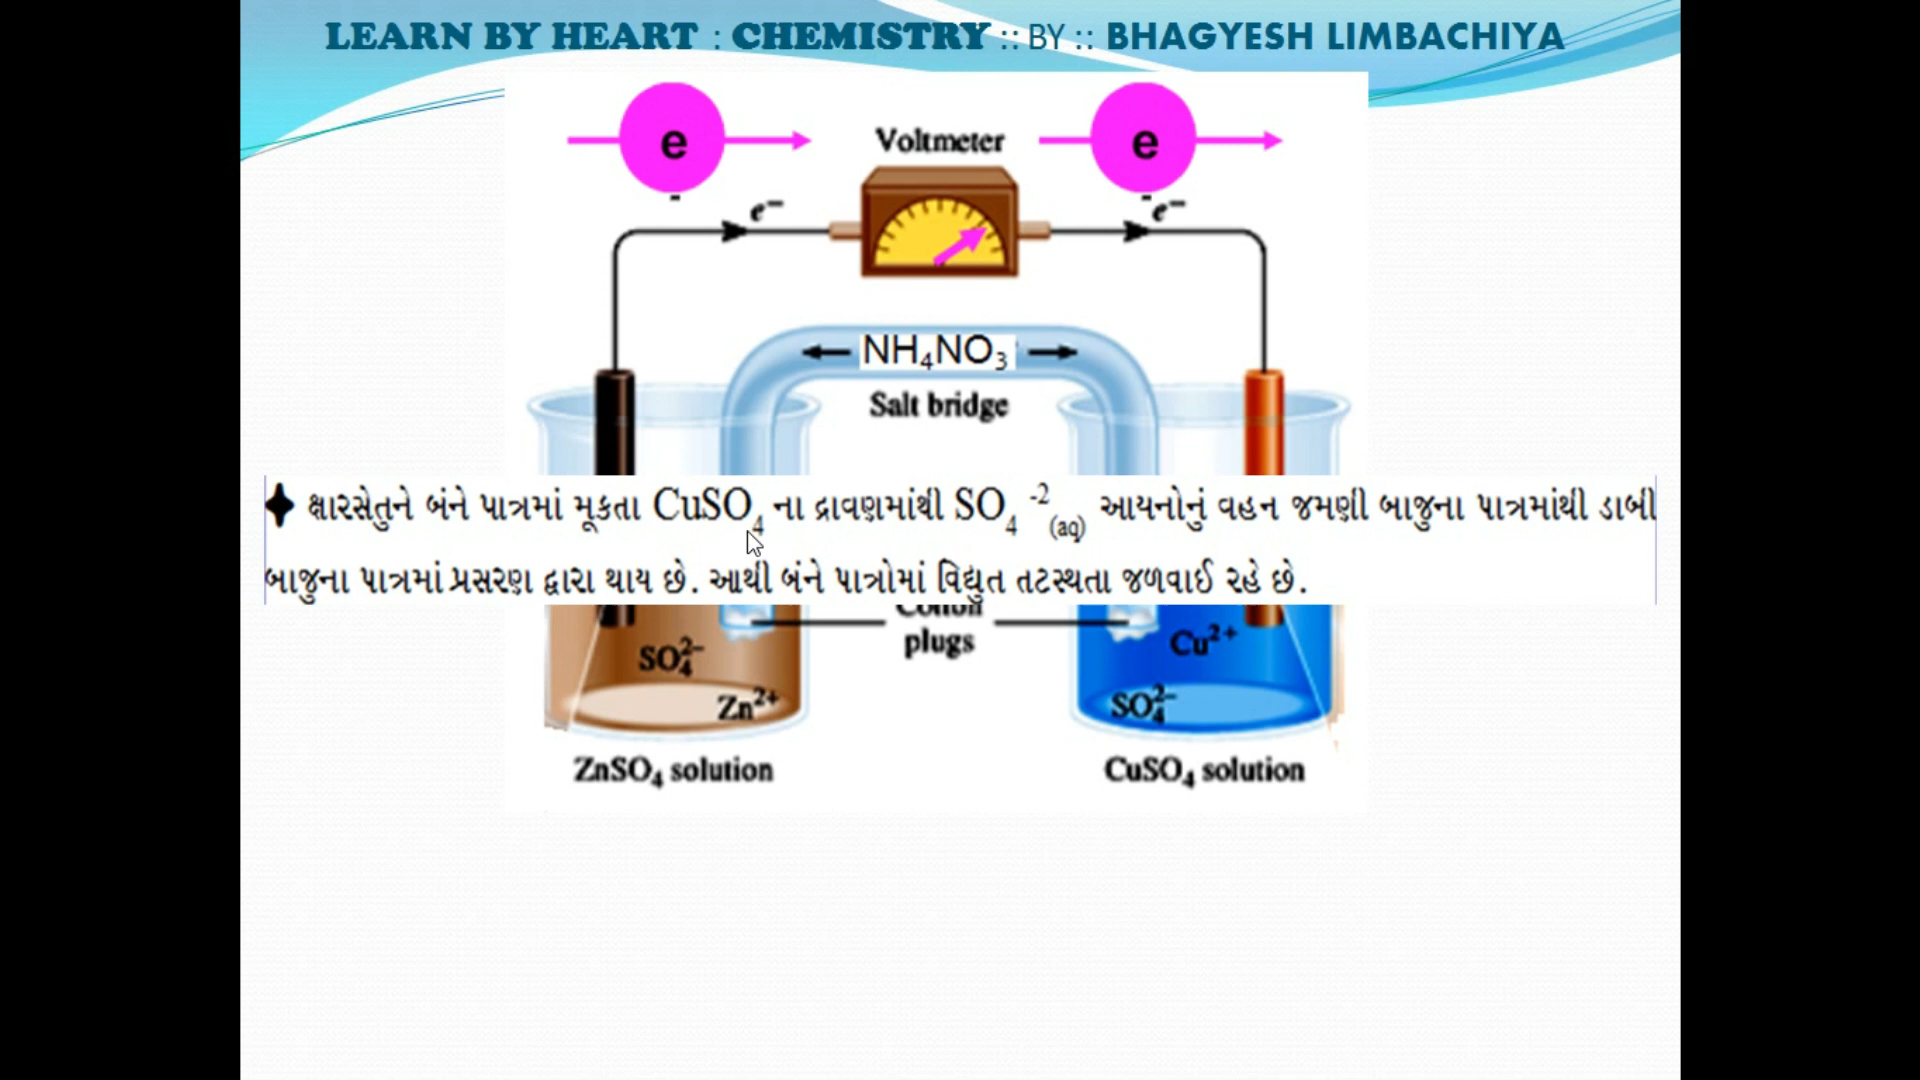 LEARN BY HEART : CHEMISTRY :: BY :: BHAGYESH LIMBACHIYA
e e
Voltmeter
- -
e⁻ e⁻
NH₄NO₃
Salt bridge
ક્ષારસેતુને બંને પાત્રમાં મૂકતા CuSO₄ ના દ્રાવણમાંથી SO₄⁻²(aq) આયનોનું વહન જમણી બાજુના પાત્રમાંથી ડાબી
બાજુના પાત્રમાં પ્રસરણ દ્વારા થાય છે. આથી બંને પાત્રોમાં વિદ્યુત તટસ્થતા જળવાઈ રહે છે.
Cotton
plugs
SO₄²⁻
Zn²⁺
Cu²⁺
SO₄²⁻
ZnSO₄ solution
CuSO₄ solution